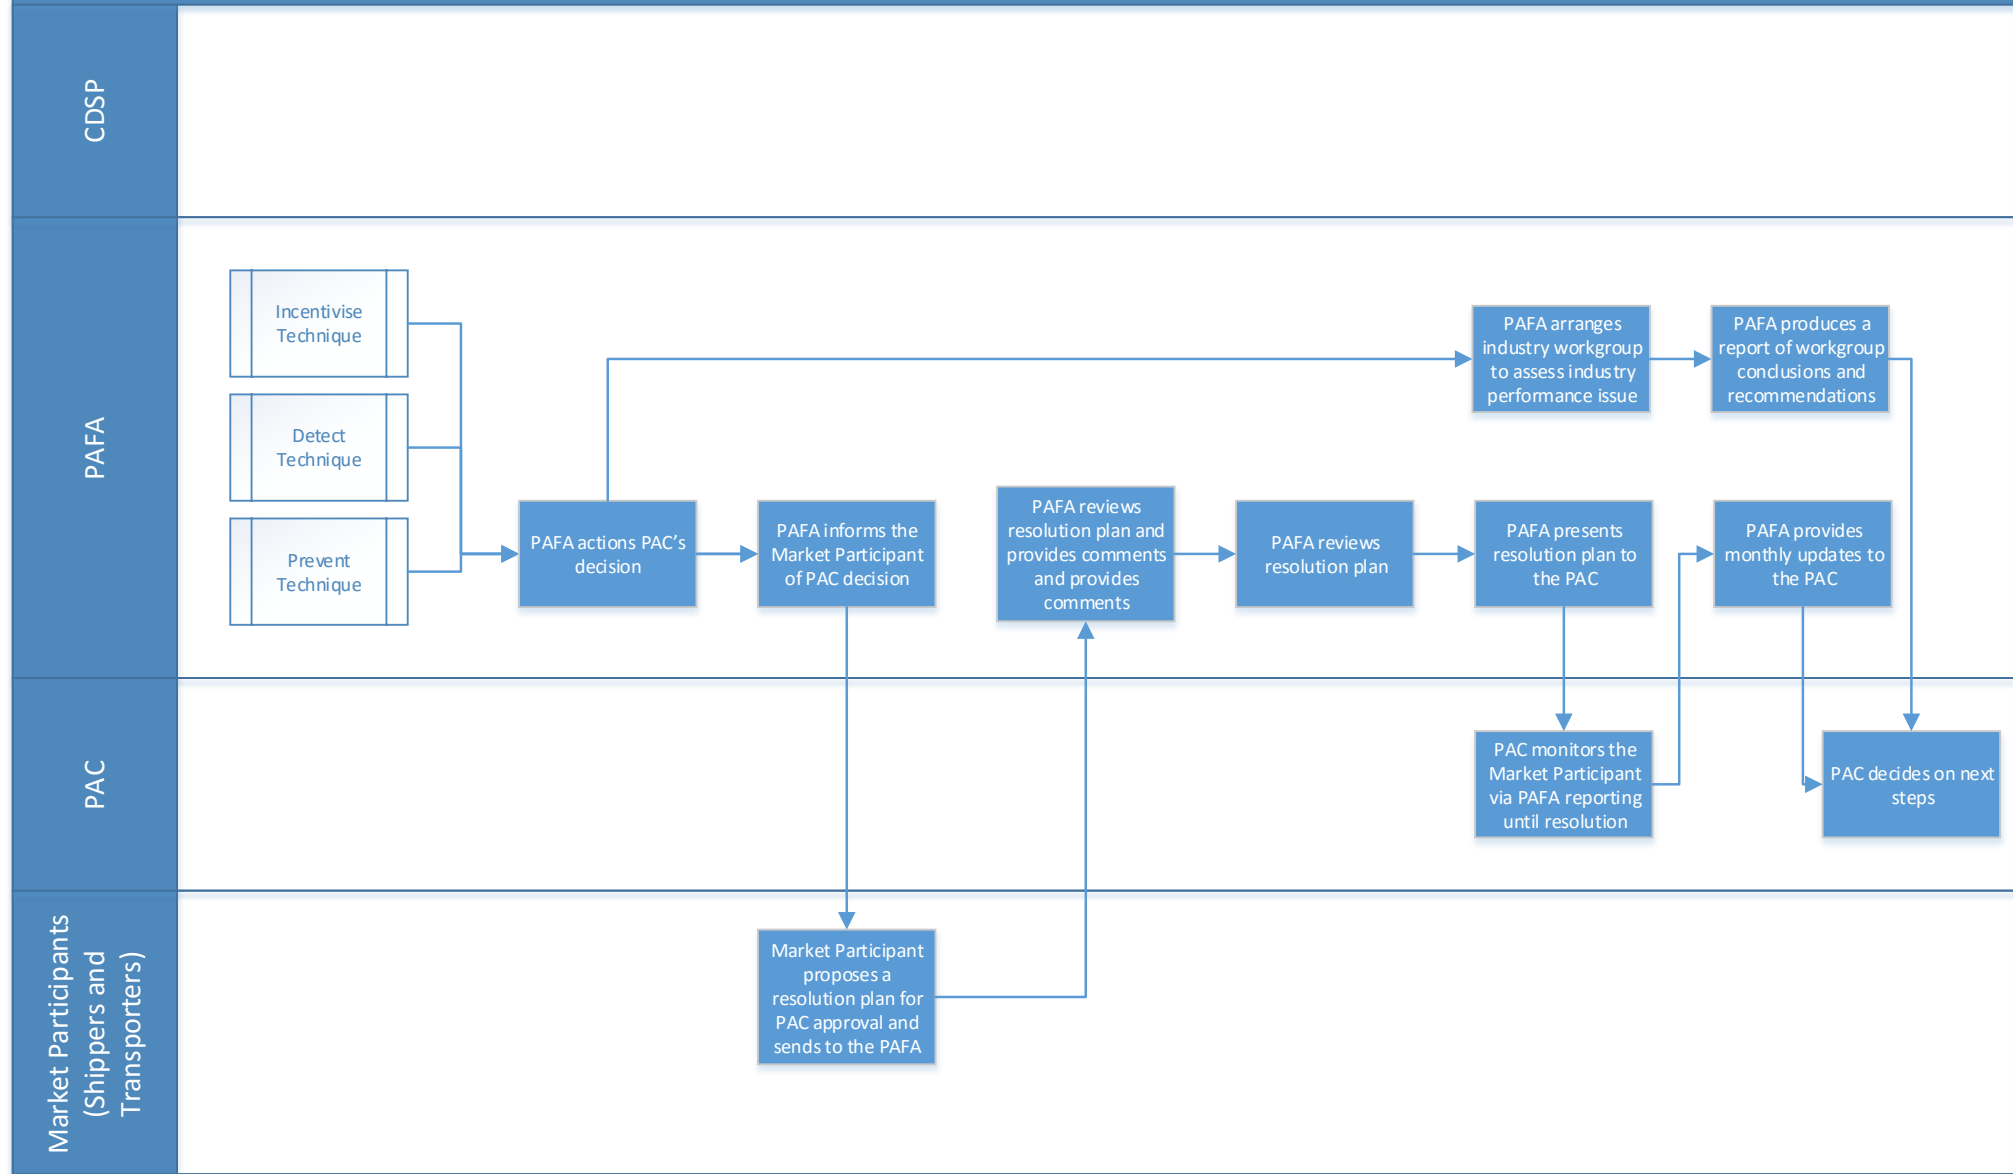 CDSP
PAFA
Incentivise
Technique
Detect
Technique
Prevent
Technique
PAFA actions PAC’s
decision
PAFA informs the
Market Participant
of PAC decision
PAFA reviews
resolution plan and
provides comments
and provides
comments
PAFA reviews
resolution plan
PAFA presents
resolution plan to
the PAC
PAFA provides
monthly updates to
the PAC
PAFA arranges
industry workgroup
to assess industry
performance issue
PAFA produces a
report of workgroup
conclusions and
recommendations
PAC
PAC monitors the
Market Participant
via PAFA reporting
until resolution
PAC decides on next
steps
Market Participants
(Shippers and
Transporters)
Market Participant
proposes a
resolution plan for
PAC approval and
sends to the PAFA